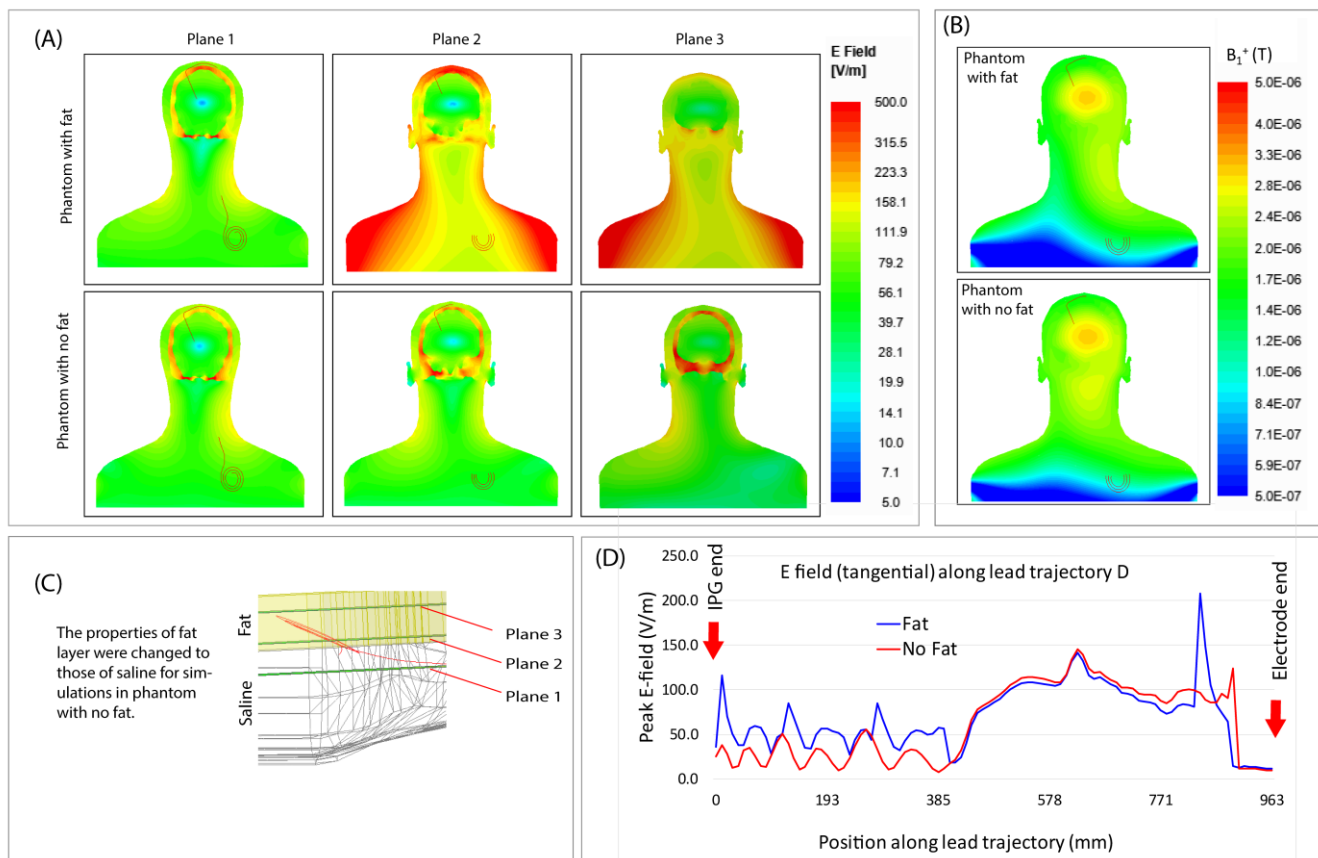 (A)
Plane 1
Plane 2
Plane 3
Phantom with fat
Phantom with no fat
E Field
[V/m]
500.0
315.5
223.3
158.1
111.9
79.2
56.1
39.7
28.1
19.9
14.1
10.0
7.1
5.0
(B)
Phantom
with fat
Phantom
with no fat
B1+ (T)
5.0E-06
4.0E-06
3.3E-06
2.8E-06
2.4E-06
2.0E-06
1.7E-06
1.4E-06
1.2E-06
1.0E-06
8.4E-07
7.1E-07
5.9E-07
5.0E-07
(C)
The properties of fat
layer were changed to
those of saline for sim-
ulations in phantom
with no fat.
Fat
Saline
Plane 3
Plane 2
Plane 1
(D)
E field (tangential) along lead trajectory D
Peak E-field (V/m)
250.0
200.0
150.0
100.0
50.0
0.0
IPG end
Fat
No Fat
Electrode end
0
193
385
578
771
963
Position along lead trajectory (mm)